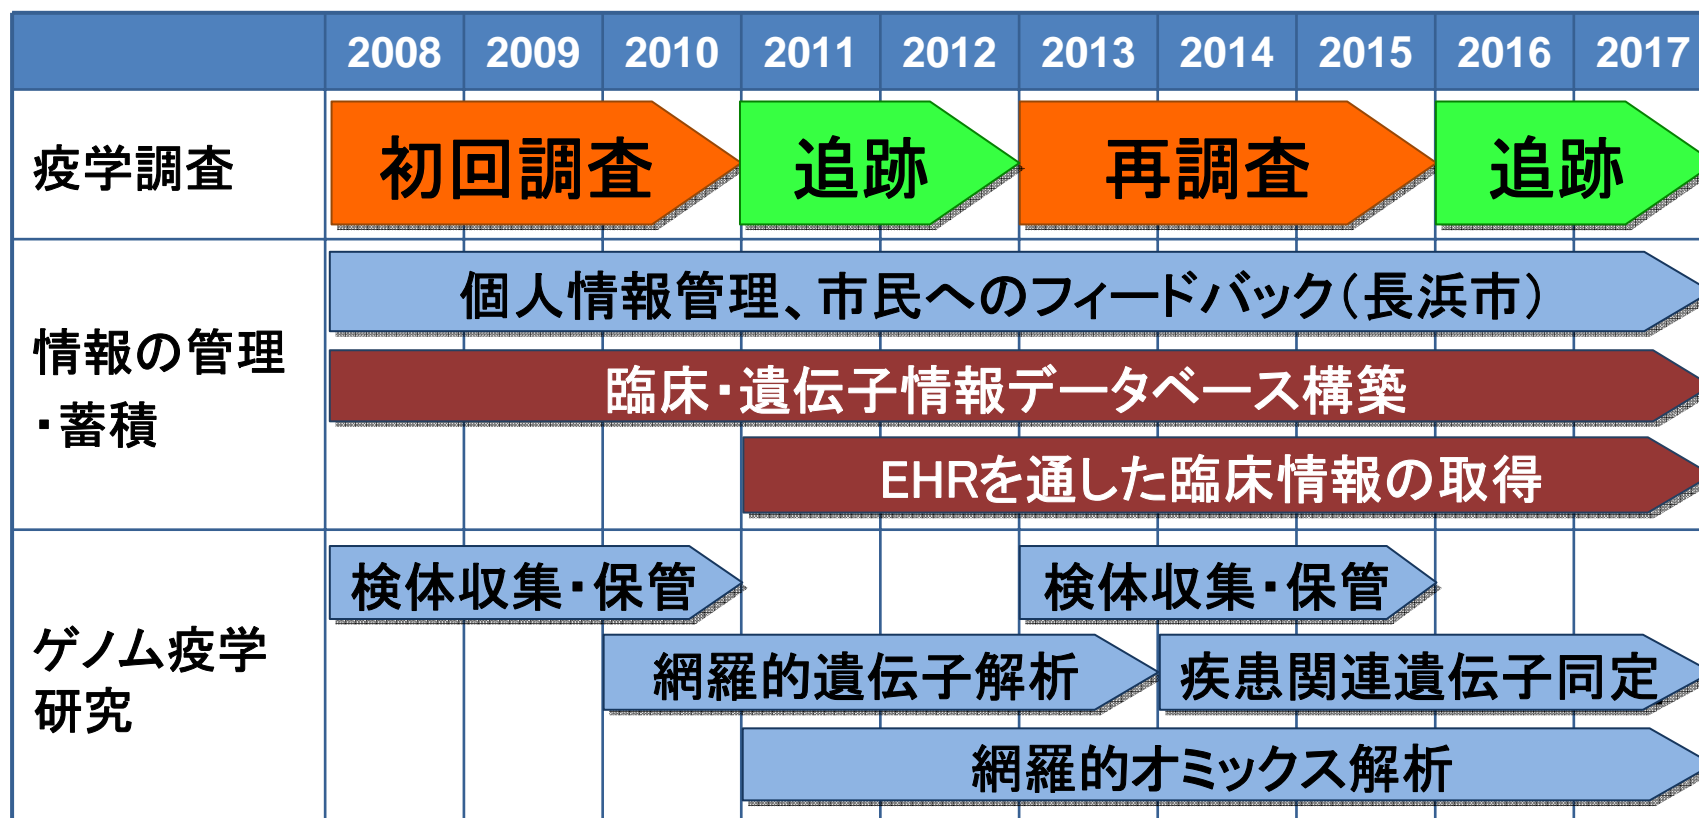 2008 2009 2010 2011 2012 2013 2014 2015 2016 2017
疫学調査
初回調査 追跡 再調査 追跡
情報の管理
・蓄積
個人情報管理、市民へのフィードバック（長浜市）
臨床・遺伝子情報データベース構築
EHRを通した臨床情報の取得
ゲノム疫学
研究
検体収集・保管 検体収集・保管
網羅的遺伝子解析 疾患関連遺伝子同定
網羅的オミックス解析